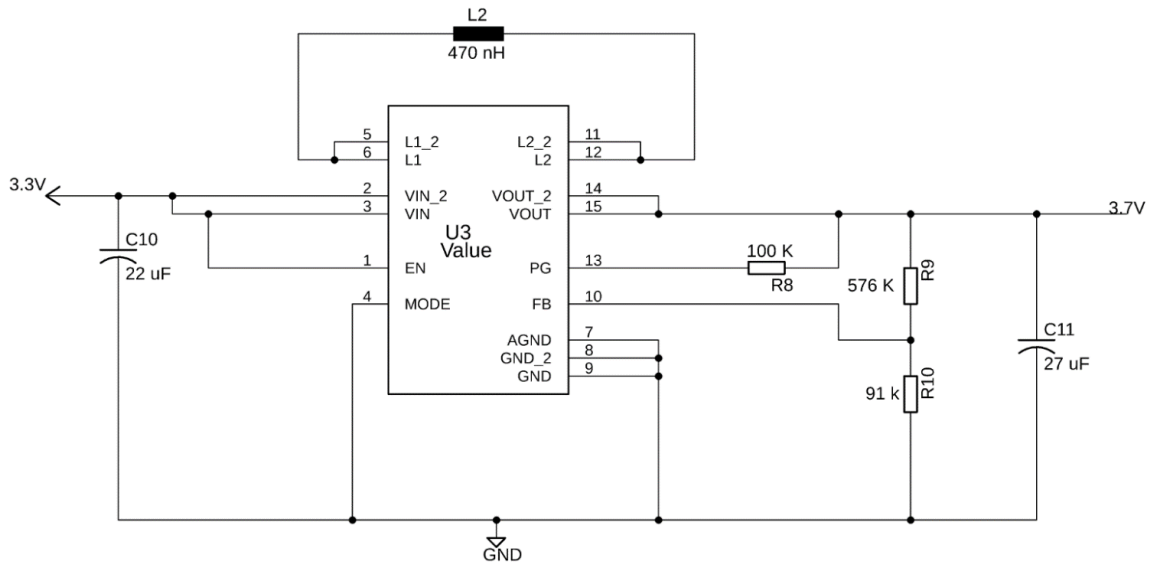 L2
470 nH
5
L1_2
L2_2
11
6
L1
L2
12
3.3V
2
VIN_2
VOUT_2
14
3
VIN
VOUT
15
3.7V
U3
Value
C10
22 uF
1
EN
PG
13
100 K
R8
576 K
R9
4
MODE
FB
10
AGND
7
GND_2
8
GND
9
C11
27 uF
91 k
R10
GND